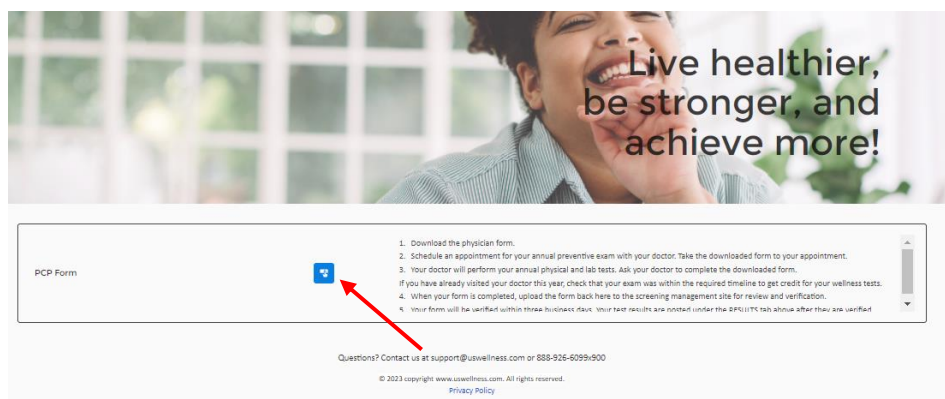 Live healthier,
be stronger, and
achieve more!
PCP Form
1. Download the physician form.
2. Schedule an appointment for your annual preventive exam with your doctor. Take the downloaded form to your appointment.
3. Your doctor will perform your annual physical and lab tests. Ask your doctor to complete the downloaded form.
If you have already visited your doctor this year, check that your exam was within the required timeline to get credit for your wellness tests.
4. When your form is completed, upload the form back here to the screening management site for review and verification.
5. Your form will be verified within three business days. Your test results are posted under the RESULTS tab above after they are verified
Questions? Contact us at support@uswellness.com or 888-926-6099x900
© 2023 copyright www.uswellness.com. All rights reserved.
Privacy Policy